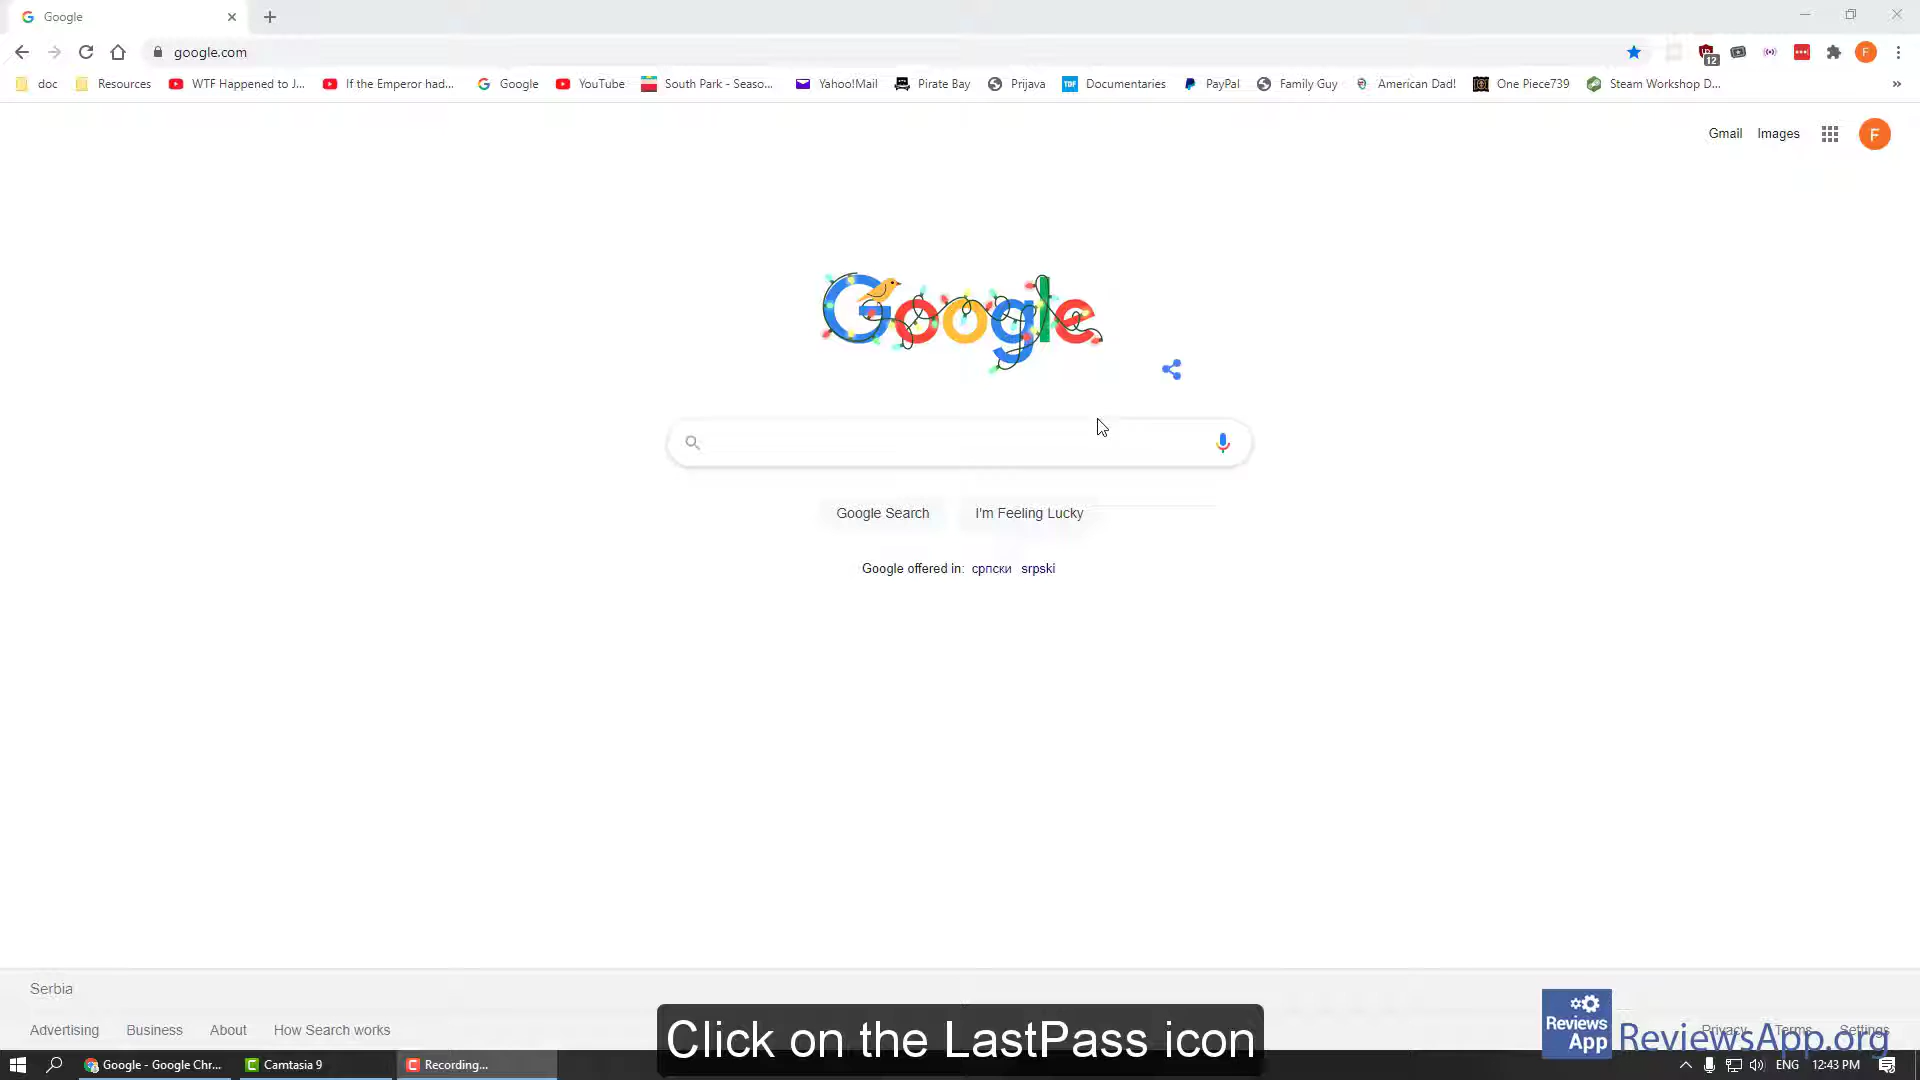 Google
google.com
12
F
doc Resources WTF Happened to J... If the Emperor had... Google YouTube South Park - Seaso... Yahoo!Mail Pirate Bay Prijava TDF Documentaries PayPal Family Guy American Dad! One Piece739 Steam Workshop D... »
Gmail Images F
Google
Google Search I'm Feeling Lucky
Google offered in: српски srpski
Serbia
Advertising Business About How Search works Privacy Terms Settings
Click on the LastPass icon
Reviews App ReviewsApp.org
Google - Google Chr... Camtasia 9 Recording... ENG 12:43 PM